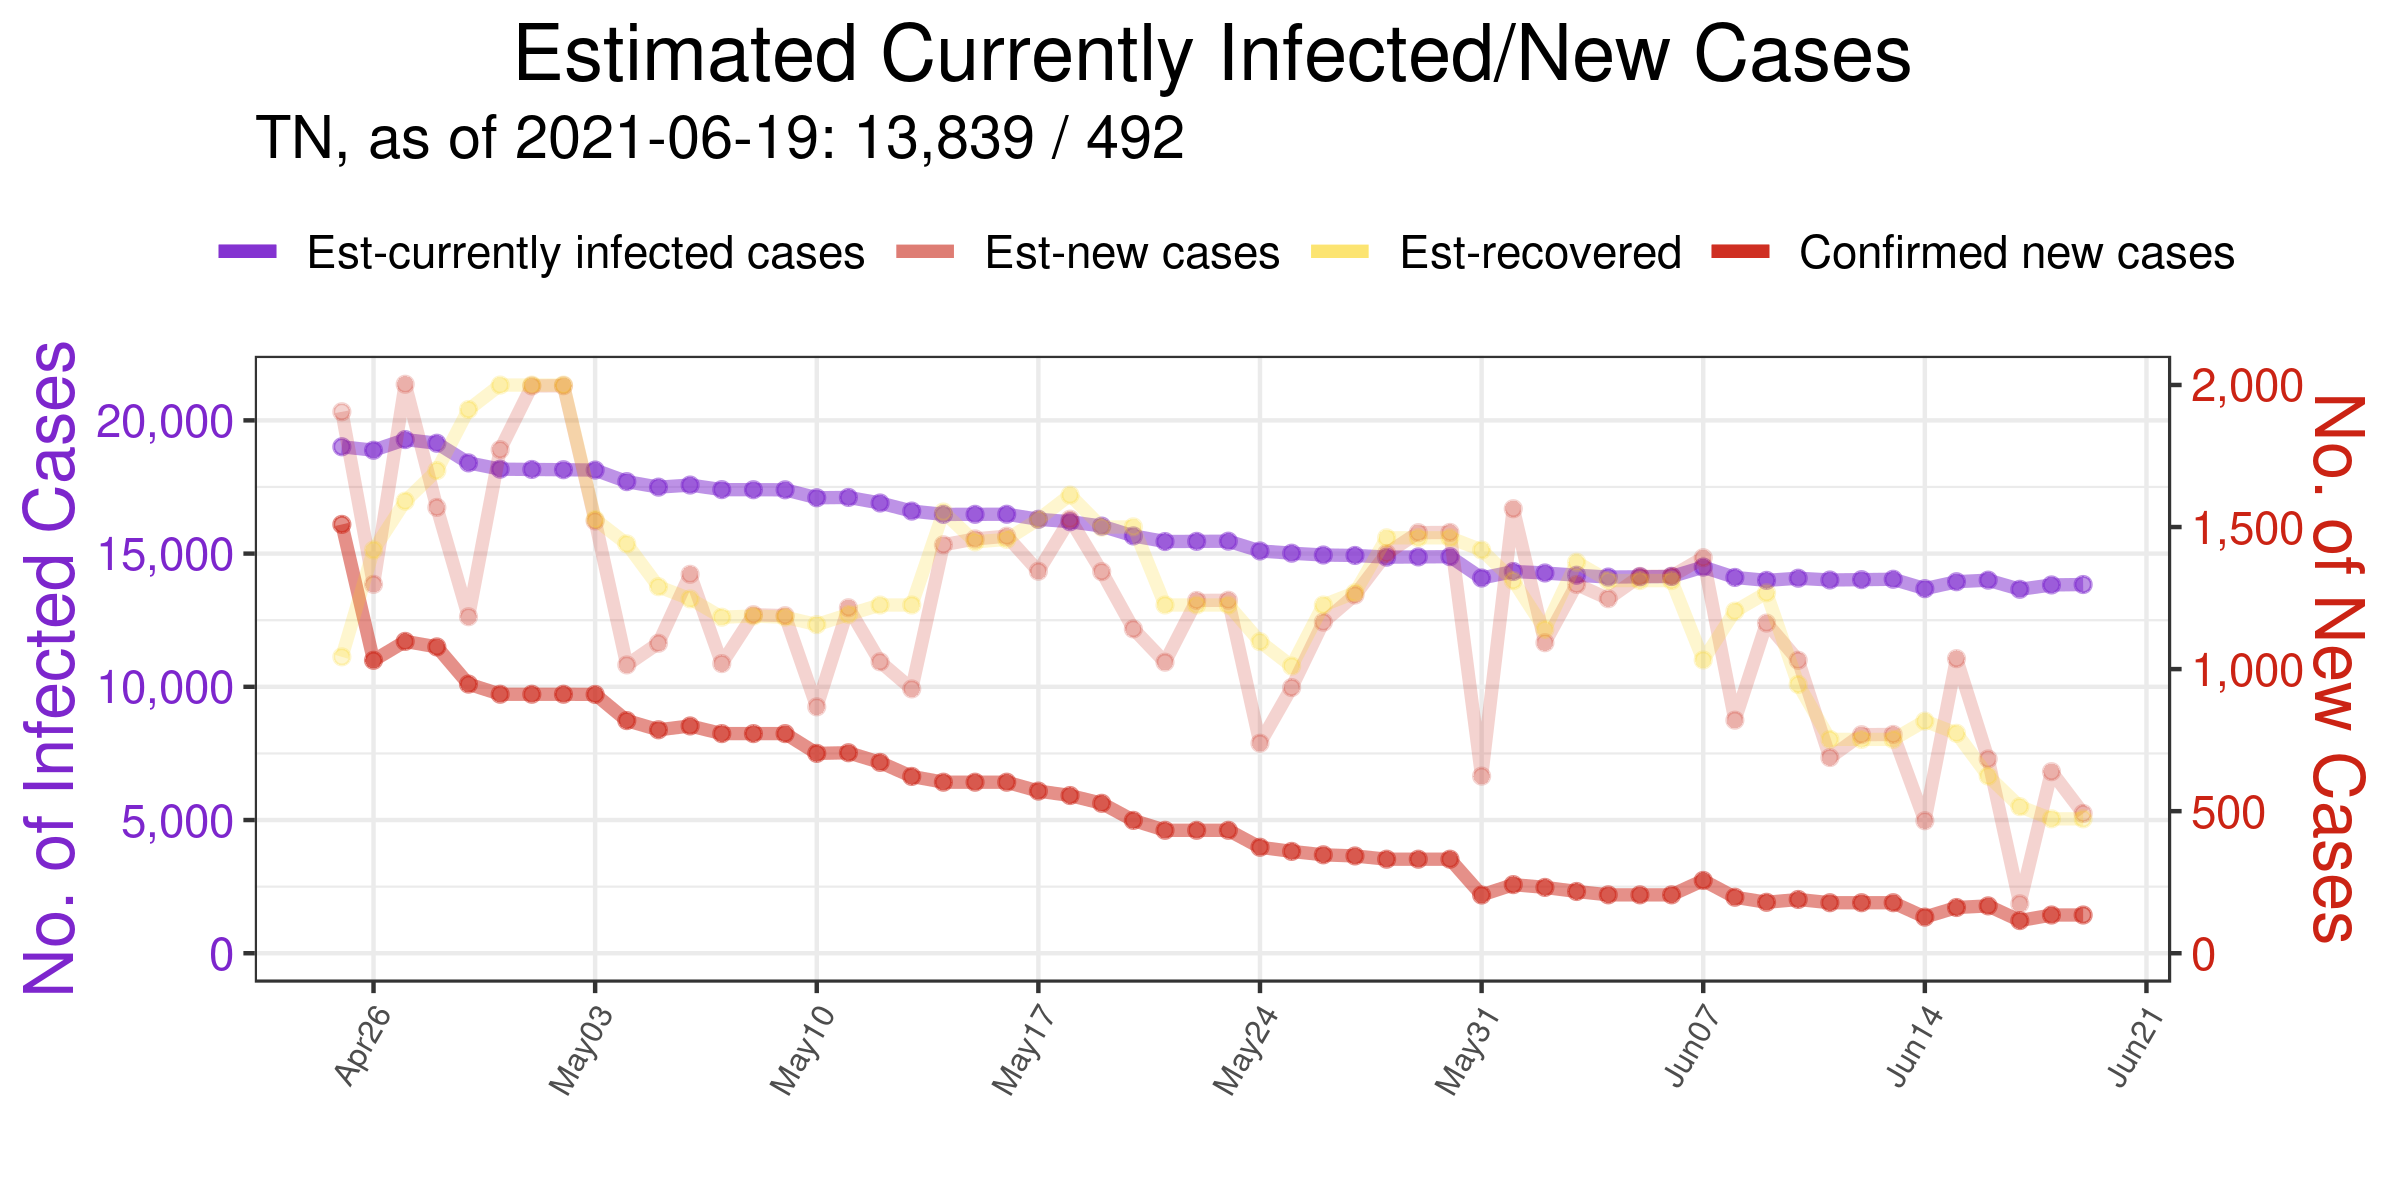 Estimated Currently Infected/New Cases
TN, as of 2021-06-19: 13,839 / 492
Est-currently infected cases Est-new cases Est-recovered Confirmed new cases
No. of Infected Cases
20,000
15,000
10,000
5,000
0
2,000
1,500
1,000
500
0
No. of New Cases
Apr26 May03 May10 May17 May24 May31 Jun07 Jun14 Jun21